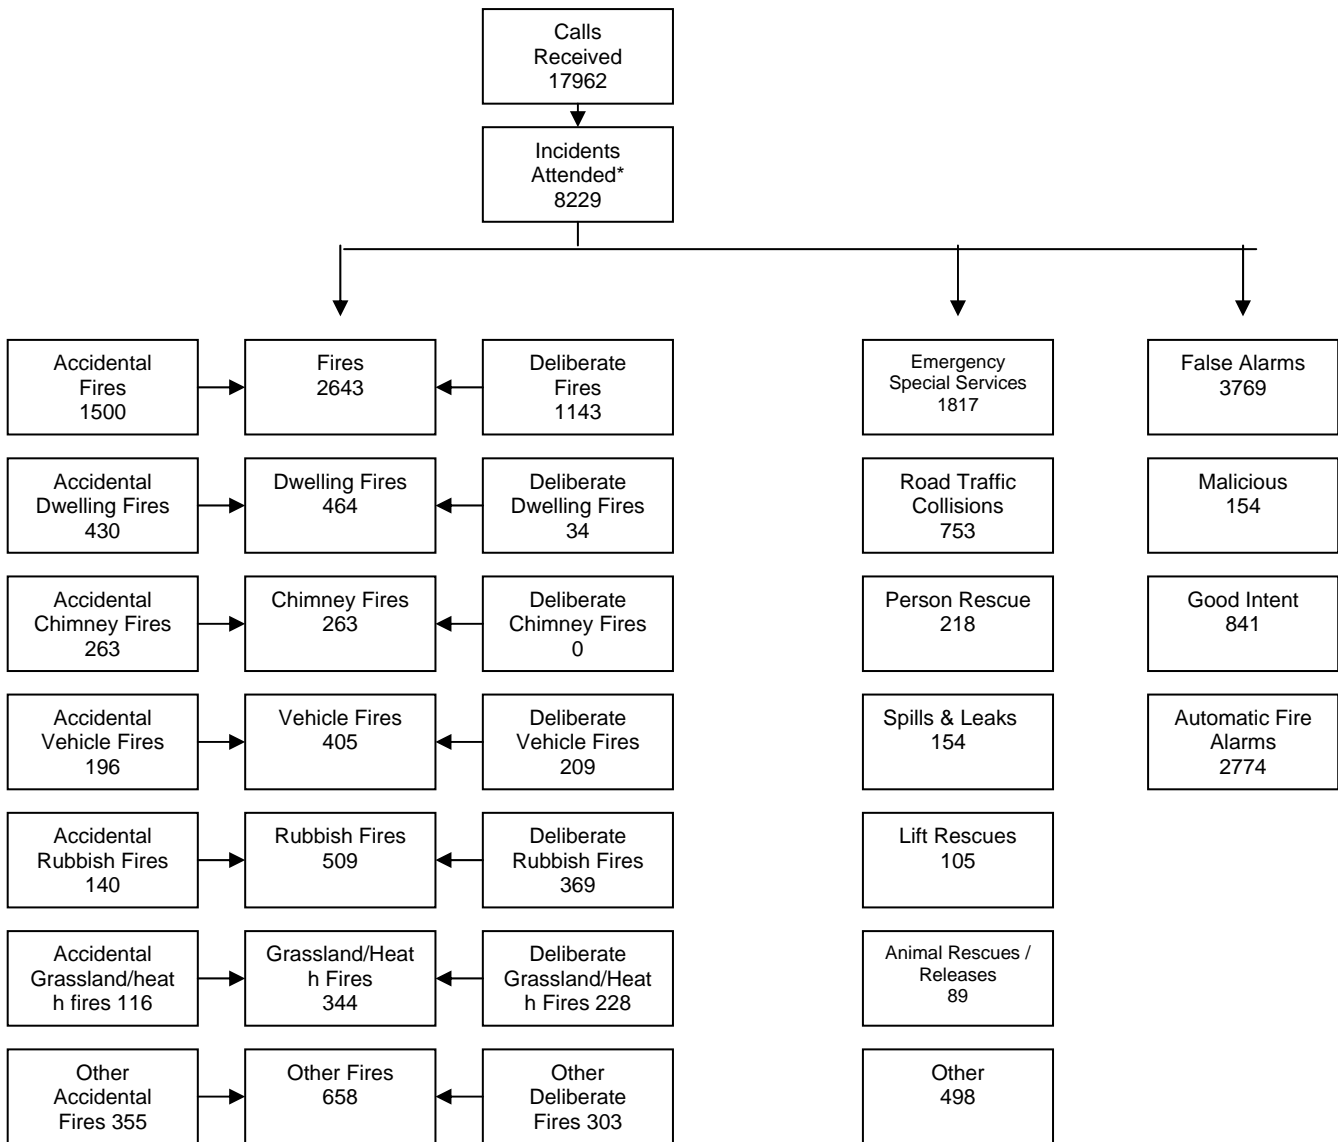 Calls
Received
17962
Incidents
Attended*
8229
Accidental
Fires
1500
Fires
2643
Deliberate
Fires
1143
Emergency
Special Services
1817
False Alarms
3769
Accidental
Dwelling Fires
430
Dwelling Fires
464
Deliberate
Dwelling Fires
34
Road Traffic
Collisions
753
Malicious
154
Accidental
Chimney Fires
263
Chimney Fires
263
Deliberate
Chimney Fires
0
Person Rescue
218
Good Intent
841
Accidental
Vehicle Fires
196
Vehicle Fires
405
Deliberate
Vehicle Fires
209
Spills & Leaks
154
Automatic Fire
Alarms
2774
Accidental
Rubbish Fires
140
Rubbish Fires
509
Deliberate
Rubbish Fires
369
Lift Rescues
105
Accidental
Grassland/heat
h fires 116
Grassland/Heat
h Fires
344
Deliberate
Grassland/Heat
h Fires 228
Animal Rescues /
Releases
89
Other
Accidental
Fires 355
Other Fires
658
Other
Deliberate
Fires 303
Other
498